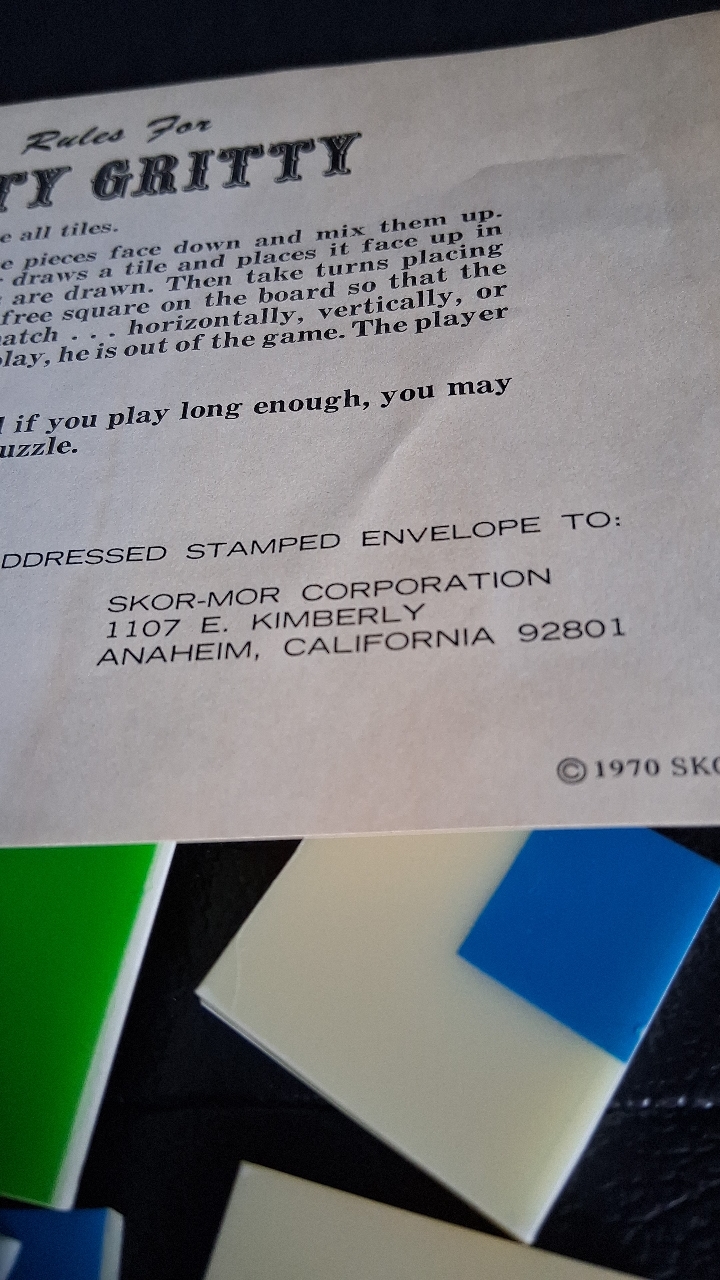 Rules For
TY GRITTY
e all tiles.
e pieces face down and mix them up.
draws a tile and places it face up in
are drawn. Then take turns placing
free square on the board so that the
atch . . . horizontally, vertically, or
lay, he is out of the game. The player
if you play long enough, you may
uzzle.
DDRESSED STAMPED ENVELOPE TO:
SKOR-MOR CORPORATION
1107 E. KIMBERLY
ANAHEIM, CALIFORNIA 92801
© 1970 SKO